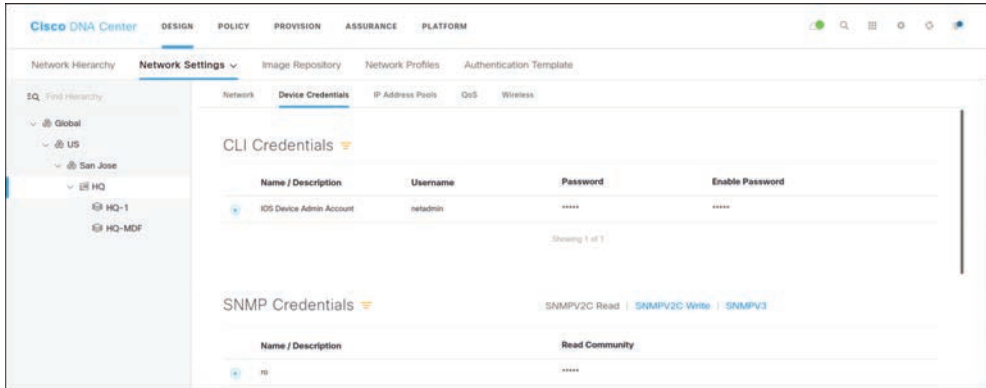 Cisco DNA Center DESIGN POLICY PROVISION ASSURANCE PLATFORM
Network Hierarchy Network Settings Image Repository Network Profiles Authentication Template
Find Hierarchy
Network Device Credentials IP Address Pools QoS Wireless
Global
US
San Jose
HQ
HQ-1
HQ-MDF
CLI Credentials
Name / Description Username Password Enable Password
IOS Device Admin Account netadmin ***** *****
Showing 1 of 1
SNMP Credentials SNMPV2C Read | SNMPV2C Write | SNMPV3
Name / Description Read Community
ro *****